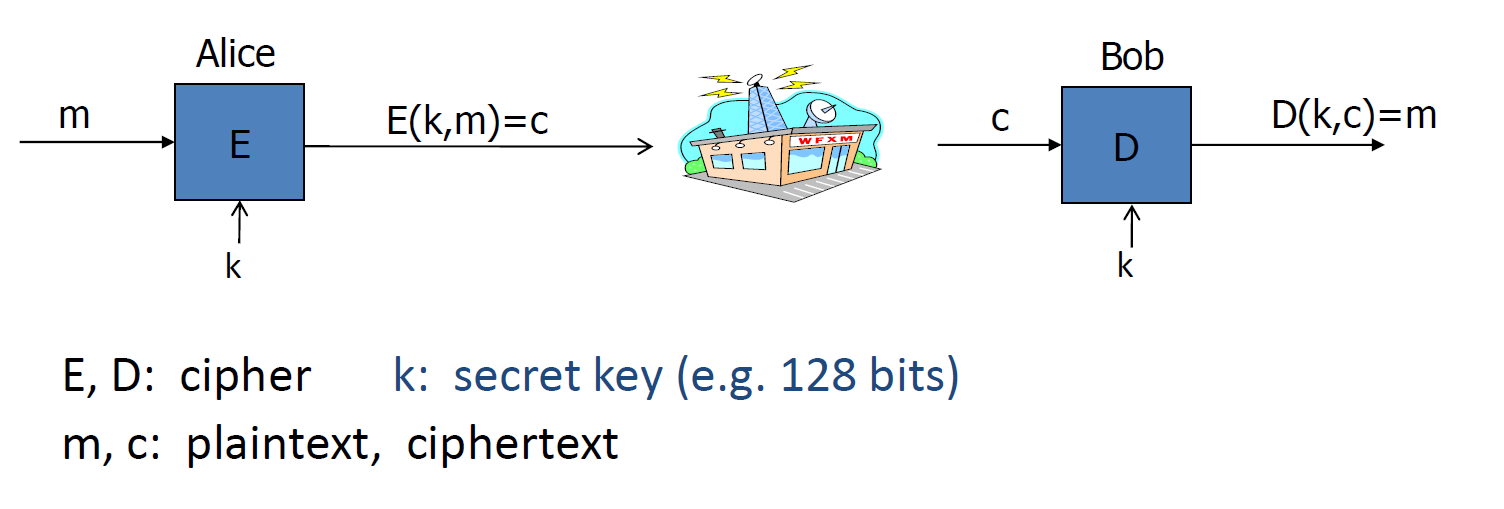 Alice
Bob
m
E
E(k,m)=c
WFXM
c
D
D(k,c)=m
k
k
E, D: cipher k: secret key (e.g. 128 bits)
m, c: plaintext, ciphertext